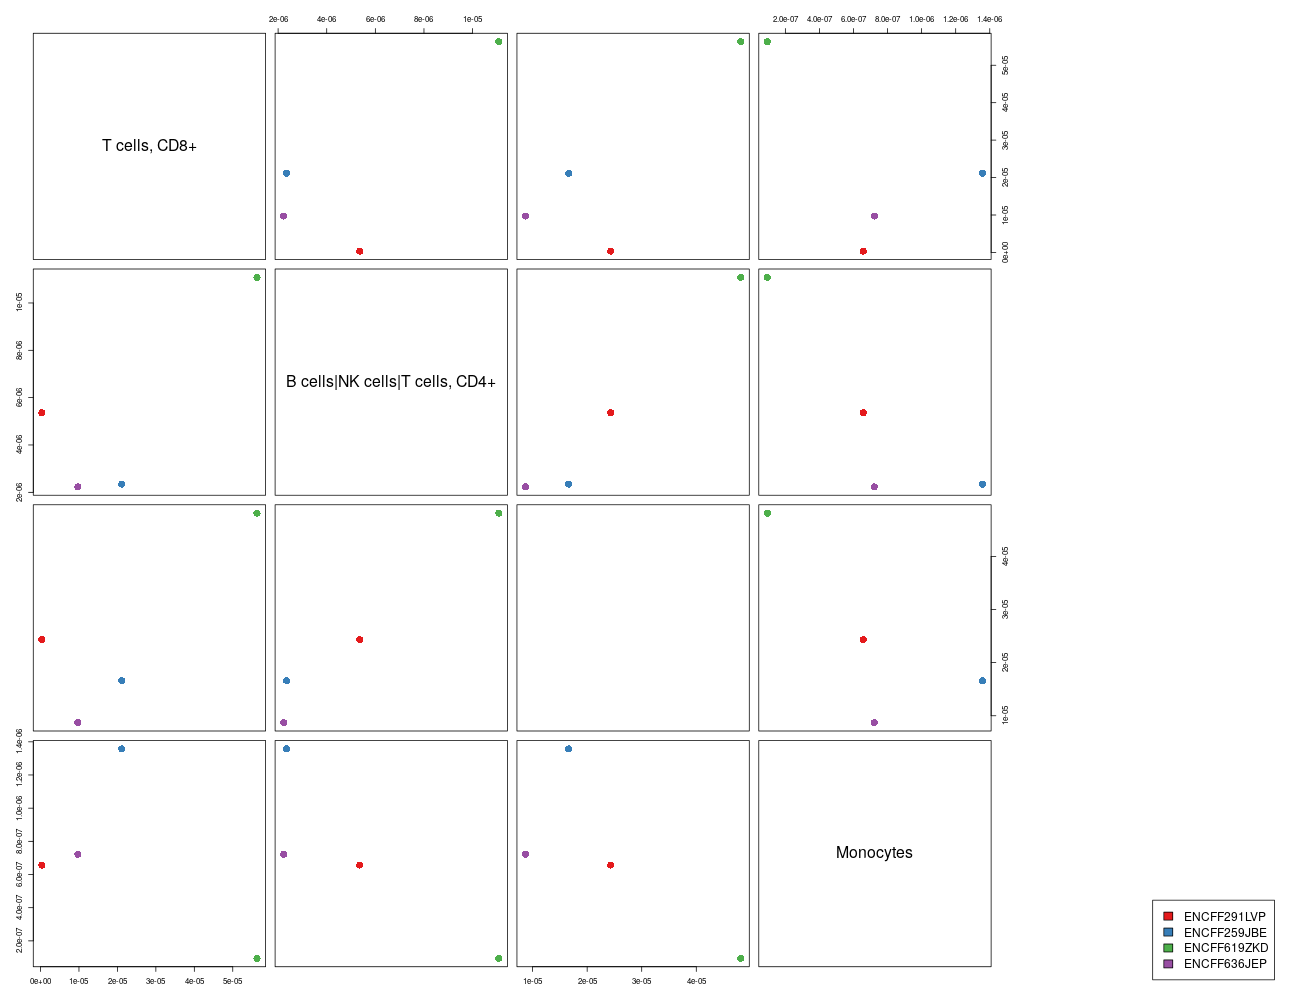 2e-06 4e-06 6e-06 8e-06 1e-05
2.0e-07 4.0e-07 6.0e-07 8.0e-07 1.0e-06 1.2e-06 1.4e-06
T cells, CD8+
0e+00 1e-05 2e-05 3e-05 4e-05 5e-05
2e-06 4e-06 6e-06 8e-06 1e-05
B cells|NK cells|T cells, CD4+
1e-05 2e-05 3e-05 4e-05
2.0e-07 4.0e-07 6.0e-07 8.0e-07 1.0e-06 1.2e-06 1.4e-06
Monocytes
0e+00 1e-05 2e-05 3e-05 4e-05 5e-05
1e-05 2e-05 3e-05 4e-05
ENCFF291LVP
ENCFF259JBE
ENCFF619ZKD
ENCFF636JEP